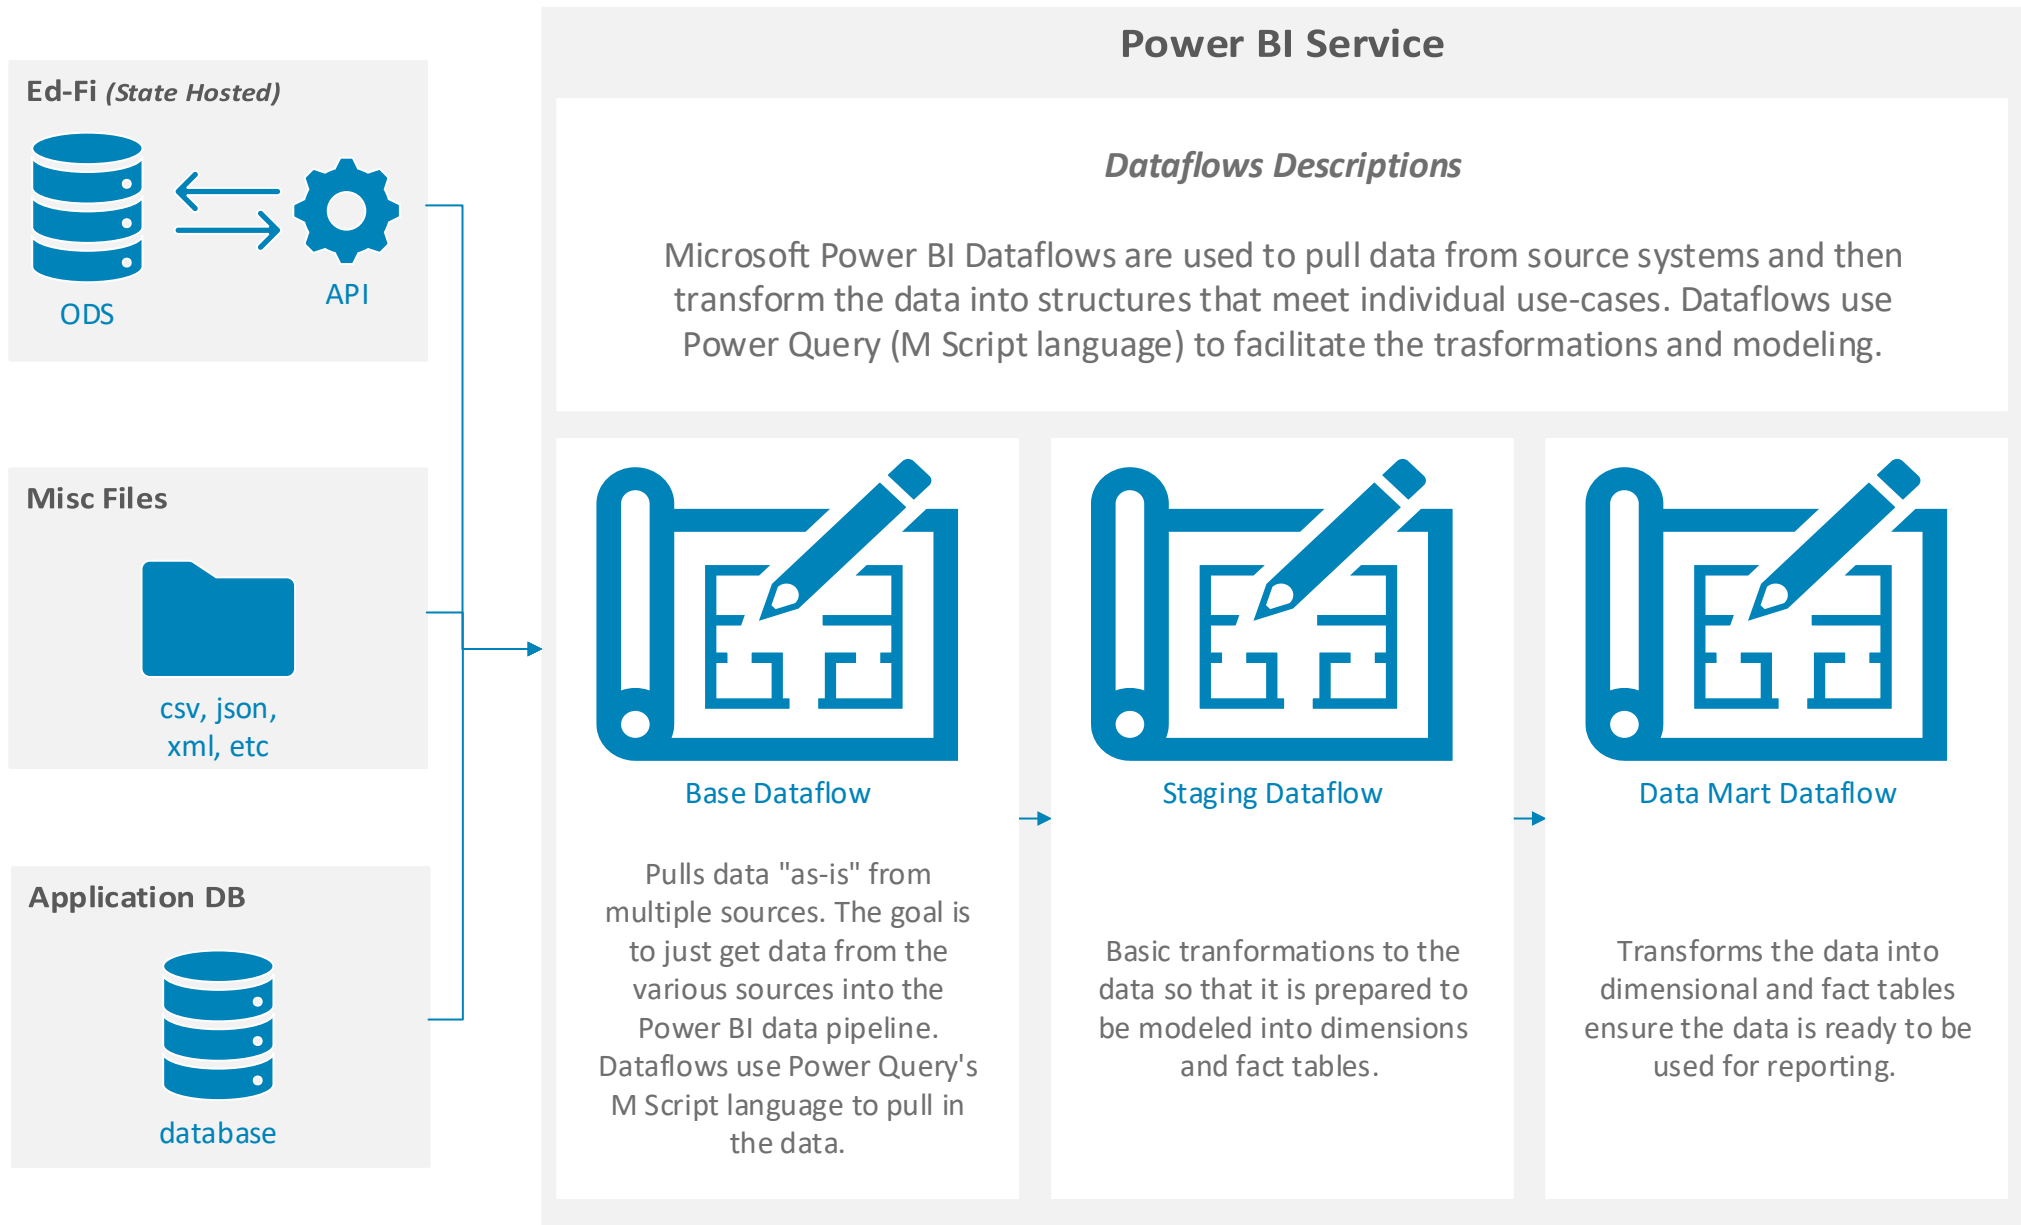 Power BI Service
Ed-Fi (State Hosted)
ODS
API
Misc Files
csv, json,
xml, etc
Application DB
database
Dataflows Descriptions
Microsoft Power BI Dataflows are used to pull data from source systems and then
transform the data into structures that meet individual use-cases. Dataflows use
Power Query (M Script language) to facilitate the trasformations and modeling.
Base Dataflow
Pulls data "as-is" from
multiple sources. The goal is
to just get data from the
various sources into the
Power BI data pipeline.
Dataflows use Power Query's
M Script language to pull in
the data.
Staging Dataflow
Basic tranformations to the
data so that it is prepared to
be modeled into dimensions
and fact tables.
Data Mart Dataflow
Transforms the data into
dimensional and fact tables
ensure the data is ready to be
used for reporting.